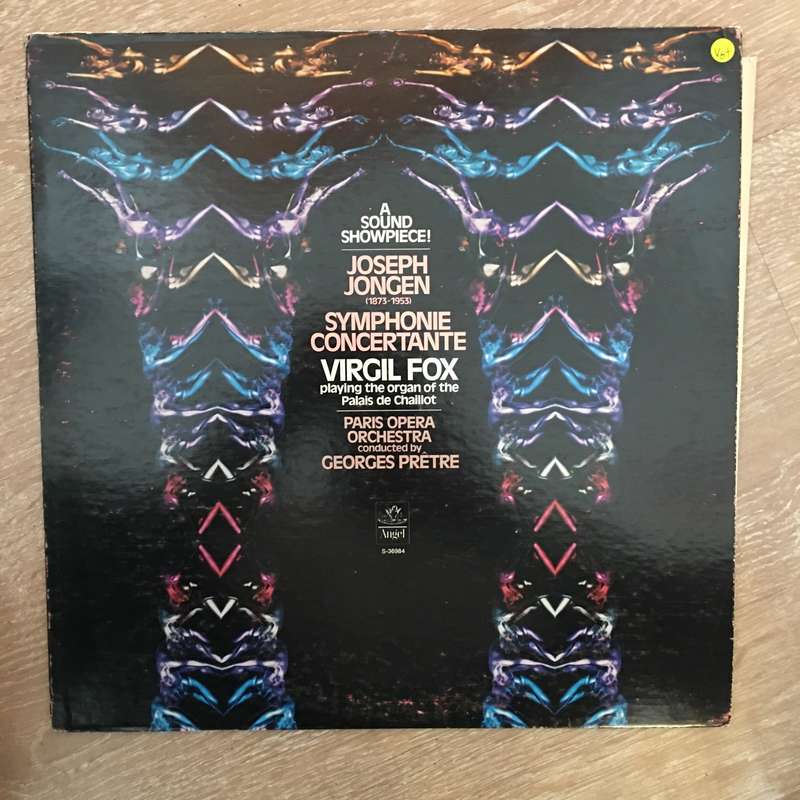 VG+
A
SOUND
SHOWPIECE!
JOSEPH
JONGEN
(1873-1953)
SYMPHONIE
CONCERTANTE
VIRGIL FOX
playing the organ of the
Palais de Chaillot
PARIS OPERA
ORCHESTRA
conducted by
GEORGES PRÊTRE
Angel
S-36984